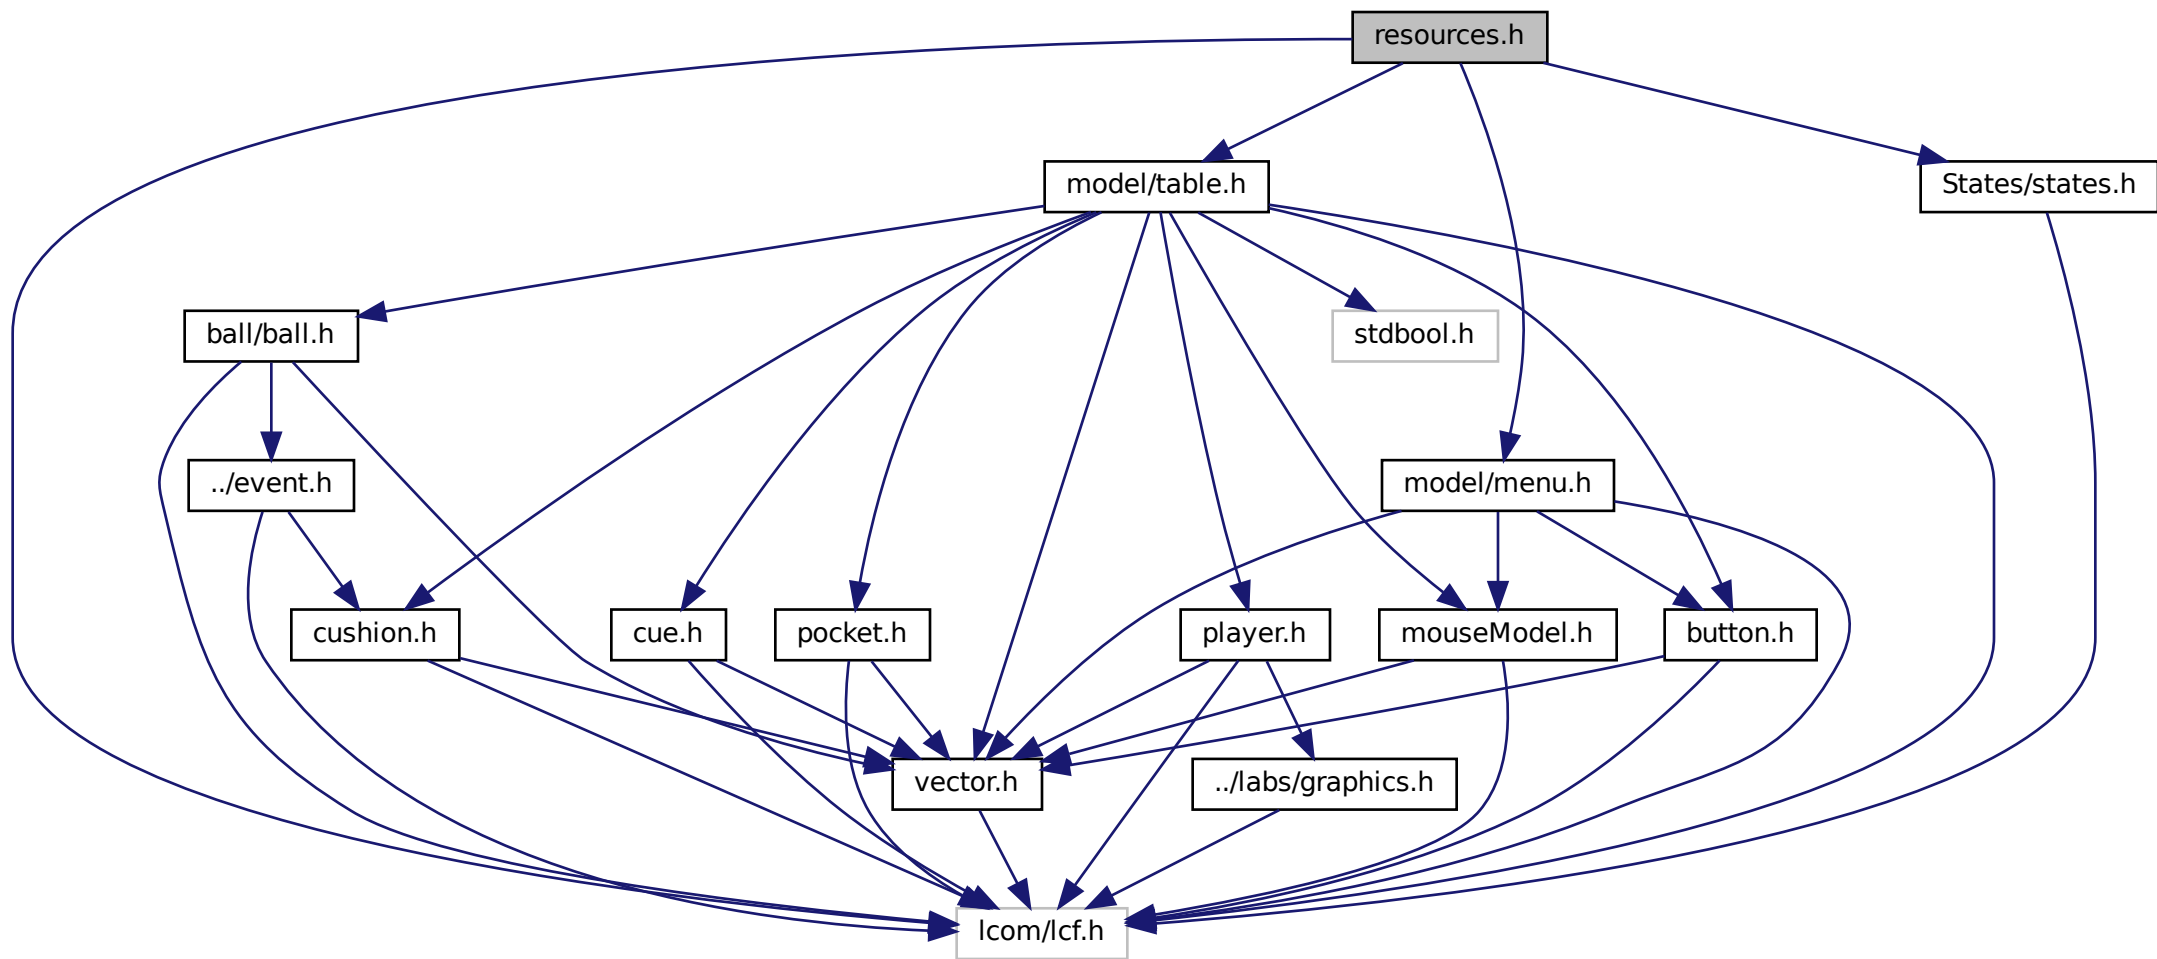 resources.h
model/table.h
States/states.h
ball/ball.h
stdbool.h
../event.h
model/menu.h
cushion.h
cue.h
pocket.h
player.h
mouseModel.h
button.h
vector.h
../labs/graphics.h
lcom/lcf.h